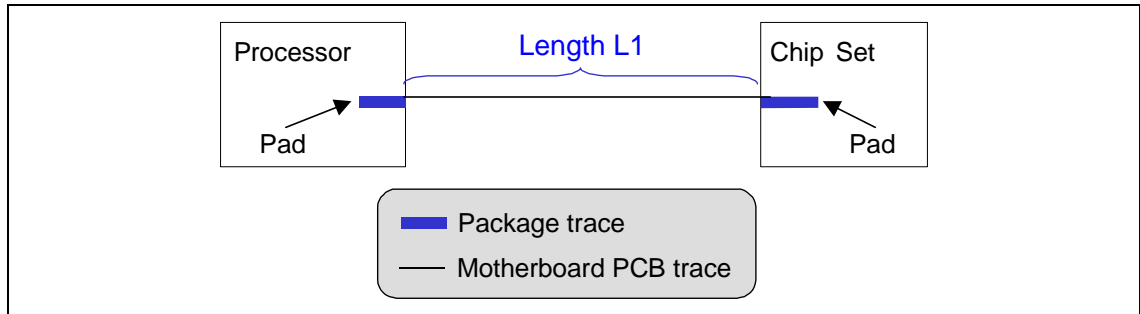 Processor
Length L1
Chip Set
Pad
Pad
Package trace
Motherboard PCB trace